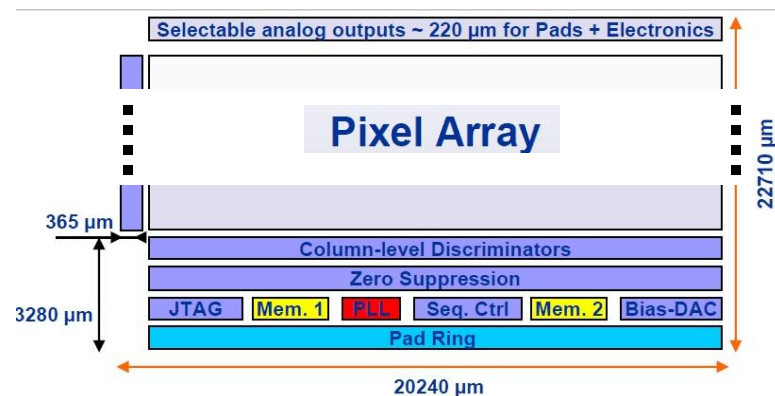 Selectable analog outputs ~ 220 µm for Pads + Electronics
Pixel Array
22710 µm
365 µm
Column-level Discriminators
Zero Suppression
3280 µm
JTAG Mem. 1 PLL Seq. Ctrl Mem. 2 Bias-DAC
Pad Ring
20240 µm